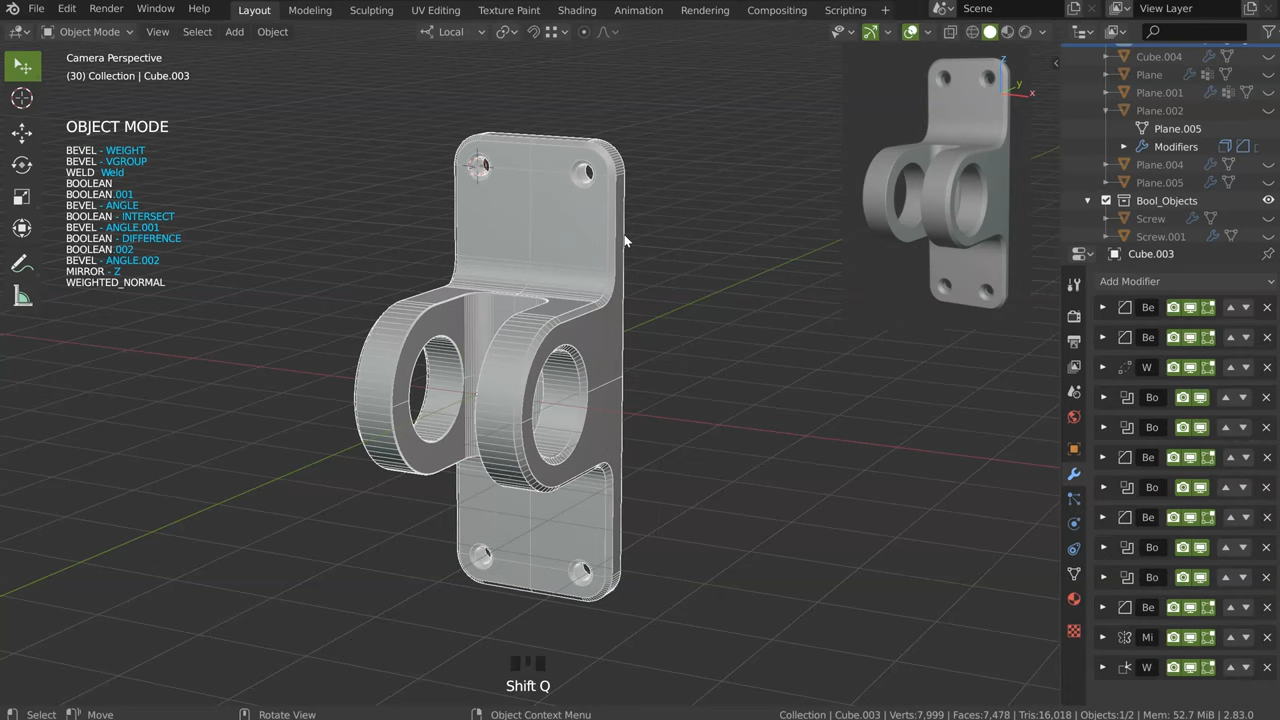 File Edit Render Window Help Layout Modeling Sculpting UV Editing Texture Paint Shading Animation Rendering Compositing Scripting + Scene View Layer
Object Mode View Select Add Object Local
Camera Perspective
(30) Collection | Cube.003
OBJECT MODE
BEVEL - WEIGHT
BEVEL - VGROUP
WELD Weld
BOOLEAN
BOOLEAN.001
BEVEL - ANGLE
BOOLEAN - INTERSECT
BEVEL - ANGLE.001
BOOLEAN - DIFFERENCE
BOOLEAN.002
BEVEL - ANGLE.002
MIRROR - Z
WEIGHTED_NORMAL
z
y
x
Cube.004
Plane
Plane.001
Plane.002
Plane.005
Modifiers
Plane.004
Plane.005
Bool_Objects
Screw
Screw.001
Cube.003
Add Modifier
Be
Be
W
Bo
Bo
Be
Bo
Be
Bo
Bo
Be
Mi
W
Shift Q
Select Move Rotate View Object Context Menu Collection | Cube.003 | Verts:7,999 | Faces:7,478 | Tris:16,018 | Objects:1/2 | Mem: 52.7 MiB | 2.83.0